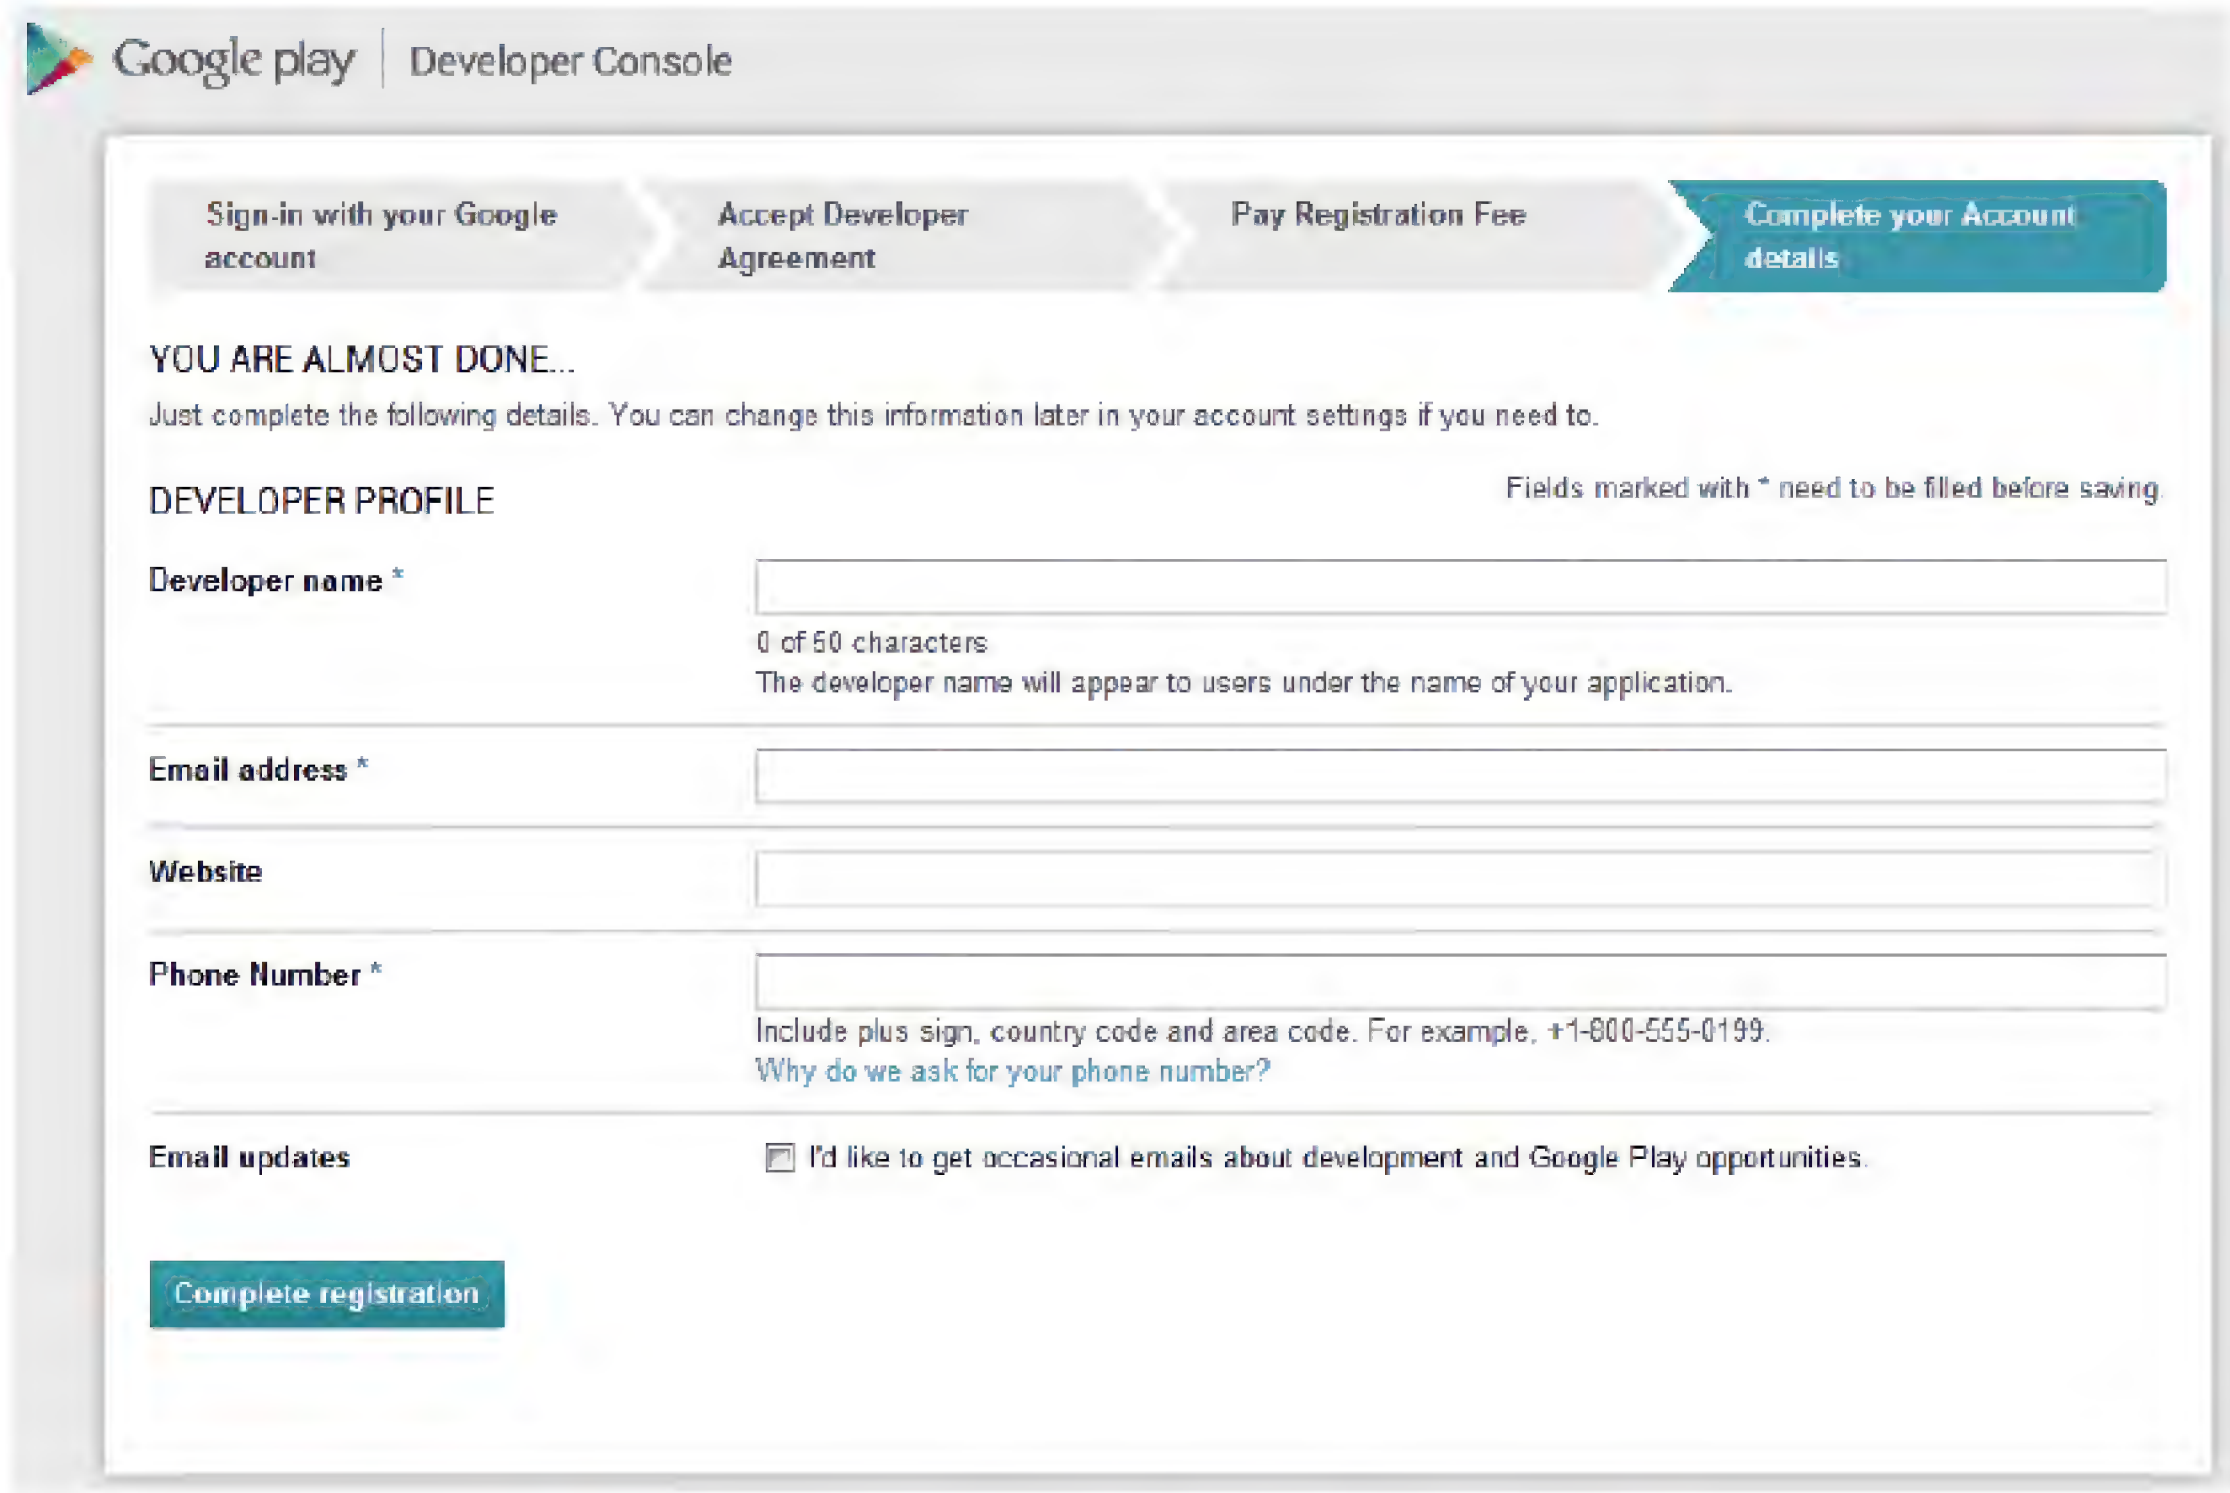 Google play | Developer Console
Sign-in with your Google account
Accept Developer Agreement
Pay Registration Fee
Complete your Account details
YOU ARE ALMOST DONE...
Just complete the following details. You can change this information later in your account settings if you need to.
DEVELOPER PROFILE
Fields marked with * need to be filled before saving.
Developer name *
0 of 50 characters
The developer name will appear to users under the name of your application.
Email address *
Website
Phone Number *
Include plus sign, country code and area code. For example, +1-800-555-0199.
Why do we ask for your phone number?
Email updates
I'd like to get occasional emails about development and Google Play opportunities.
Complete registration